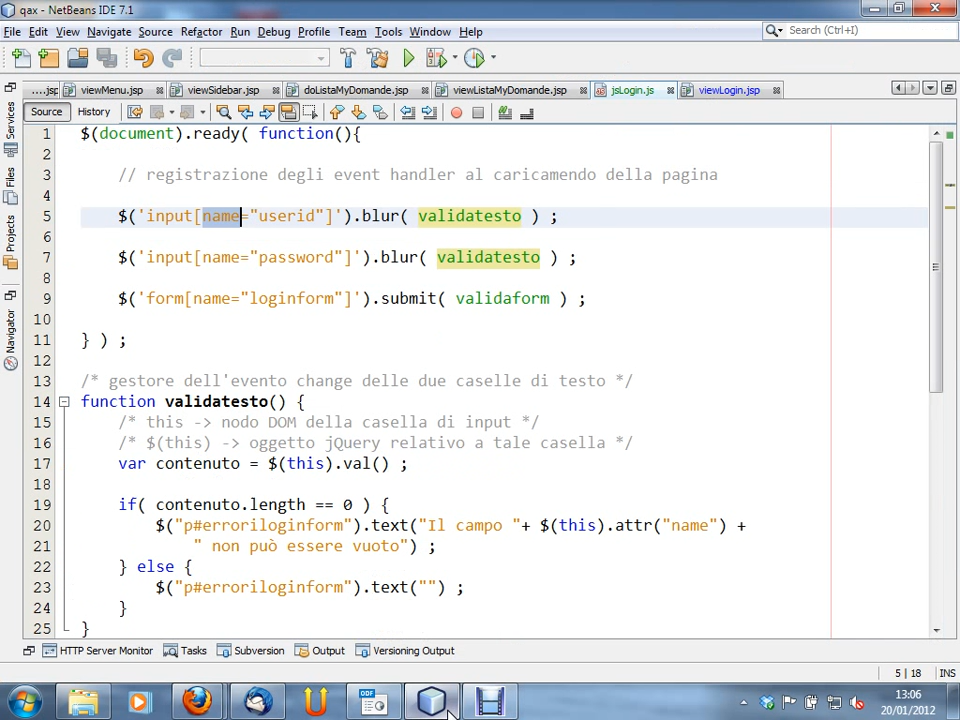 qax - NetBeans IDE 7.1
File Edit View Navigate Source Refactor Run Debug Profile Team Tools Window Help
Search (Ctrl+I)
....jsp viewMenu.jsp viewSidebar.jsp doListaMyDomande.jsp viewListaMyDomande.jsp jsLogin.js viewLogin.jsp
Source History
Services
Files
Projects
Navigator
1 $(document).ready( function(){
2
3 // registrazione degli event handler al caricamendo della pagina
4
5 $('input[name="userid"]').blur( validatesto ) ;
6
7 $('input[name="password"]').blur( validatesto ) ;
8
9 $('form[name="loginform"]').submit( validaform ) ;
10
11 } ) ;
12
13 /* gestore dell'evento change delle due caselle di testo */
14 function validatesto() {
15 /* this -> nodo DOM della casella di input */
16 /* $(this) -> oggetto jQuery relativo a tale casella */
17 var contenuto = $(this).val() ;
18
19 if( contenuto.length == 0 ) {
20 $("p#erroriloginform").text("Il campo "+ $(this).attr("name") +
21 " non può essere vuoto") ;
22 } else {
23 $("p#erroriloginform").text("") ;
24 }
25 }
HTTP Server Monitor Tasks Subversion Output Versioning Output
5 | 18 INS
ODF
13:06
20/01/2012